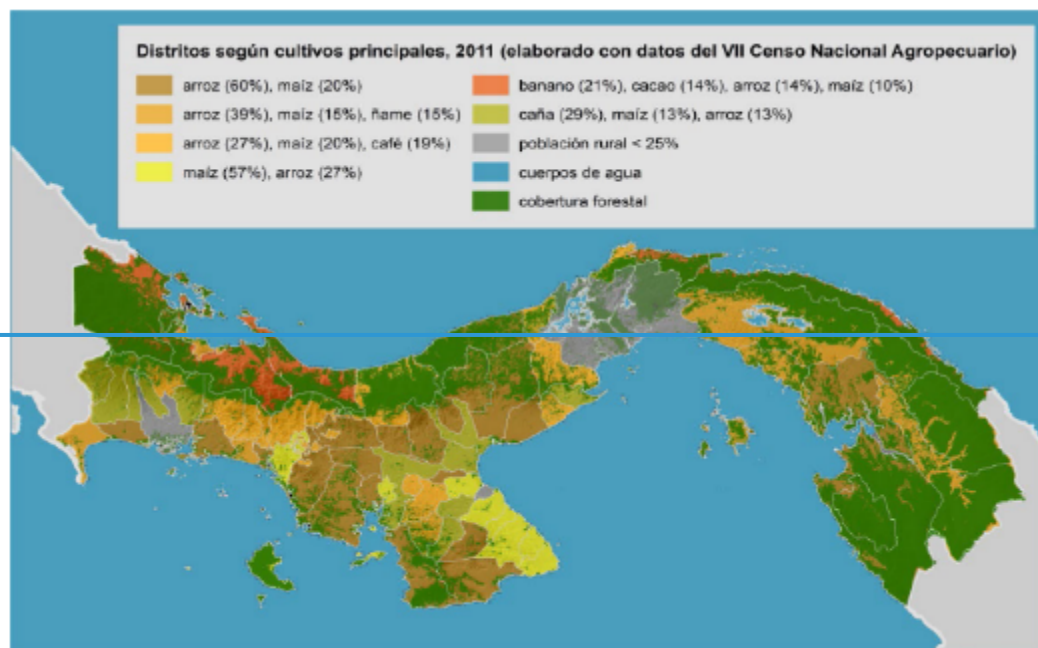 Distritos según cultivos principales, 2011 (elaborado con datos del VII Censo Nacional Agropecuario)
arroz (60%), maíz (20%)
arroz (39%), maíz (15%), ñame (15%)
arroz (27%), maíz (20%), café (19%)
maíz (57%), arroz (27%)
banano (21%), cacao (14%), arroz (14%), maíz (10%)
caña (29%), maíz (13%), arroz (13%)
población rural < 25%
cuerpos de agua
cobertura forestal